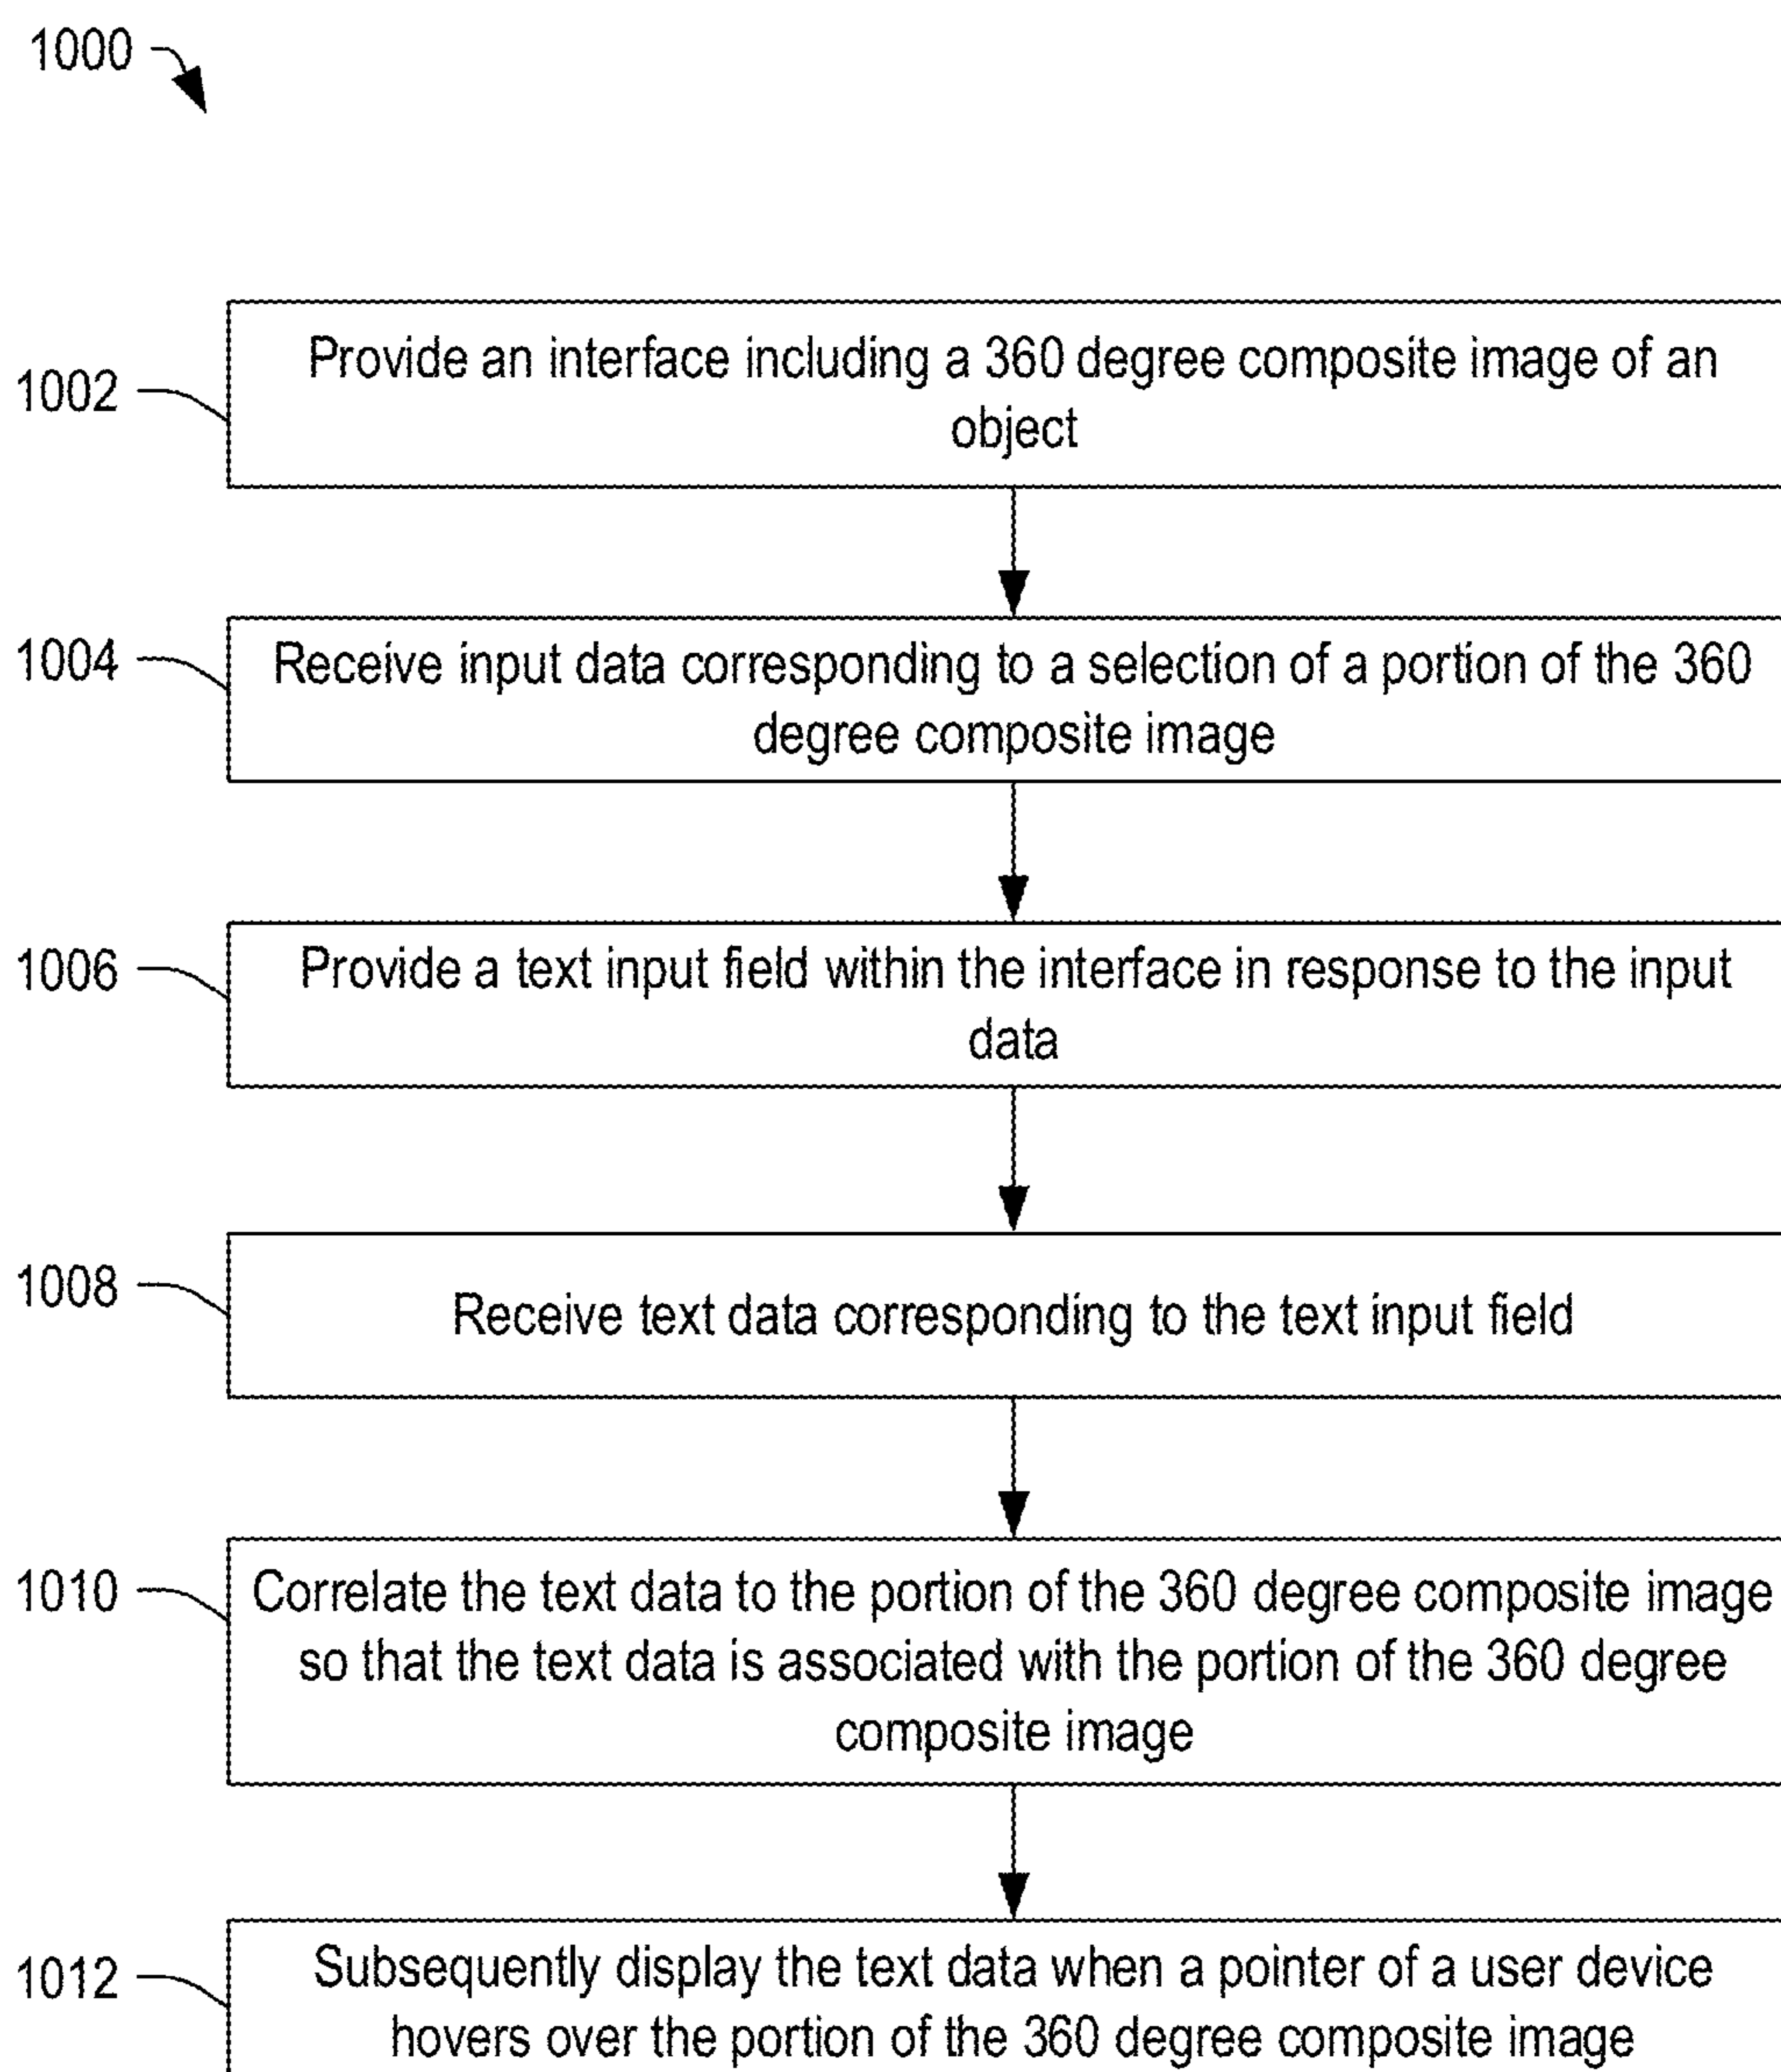 1000
1002
Provide an interface including a 360 degree composite image of an
object
1004
Receive input data corresponding to a selection of a portion of the 360
degree composite image
1006
Provide a text input field within the interface in response to the input
data
1008
Receive text data corresponding to the text input field
1010
Correlate the text data to the portion of the 360 degree composite image
so that the text data is associated with the portion of the 360 degree
composite image
1012
Subsequently display the text data when a pointer of a user device
hovers over the portion of the 360 degree composite image